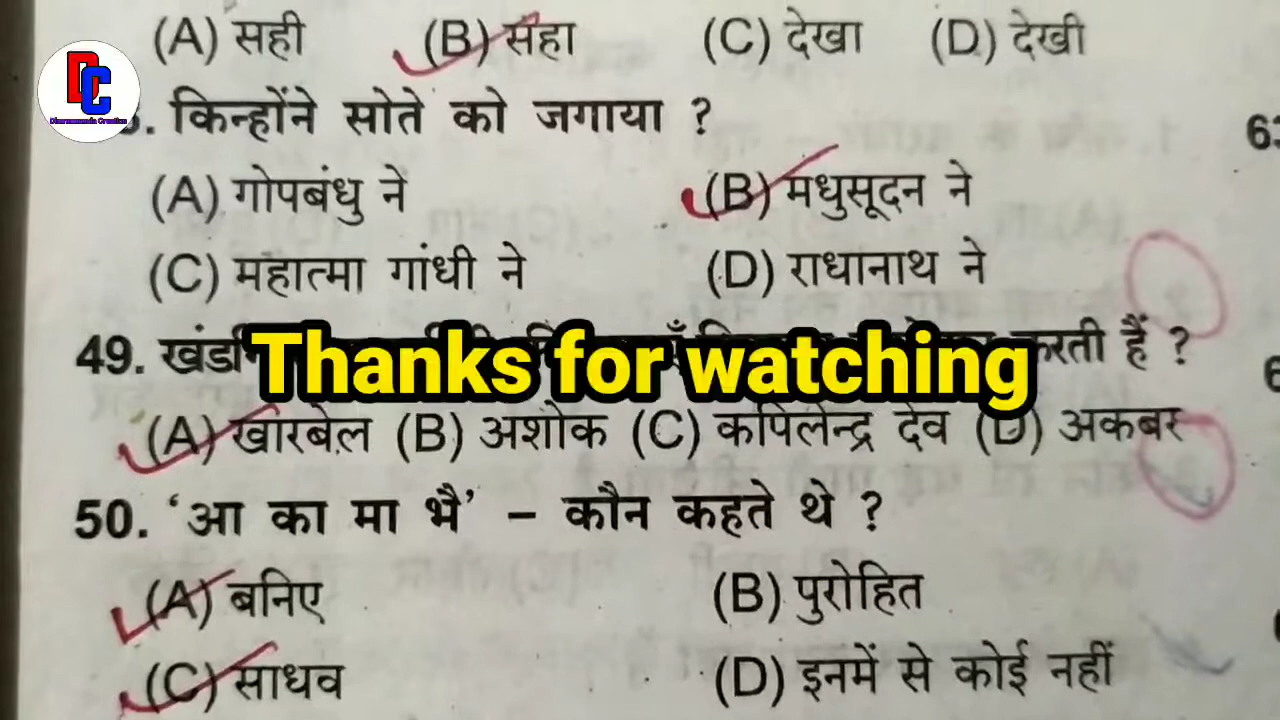 (A) सही (B) सहा (C) देखा (D) देखी
DC
. किन्होंने सोते को जगाया ?
(A) गोपबंधु ने (B) मधुसूदन ने
(C) महात्मा गांधी ने (D) राधानाथ ने
49. करती हैं ?
Thanks for watching
(A) खारबेल (B) अशोक (C) कपिलेन्द्र देव (D) अकबर
50. ‘आ का मा भै’ – कौन कहते थे ?
(A) बनिए (B) पुरोहित
(C) साधव (D) इनमें से कोई नहीं